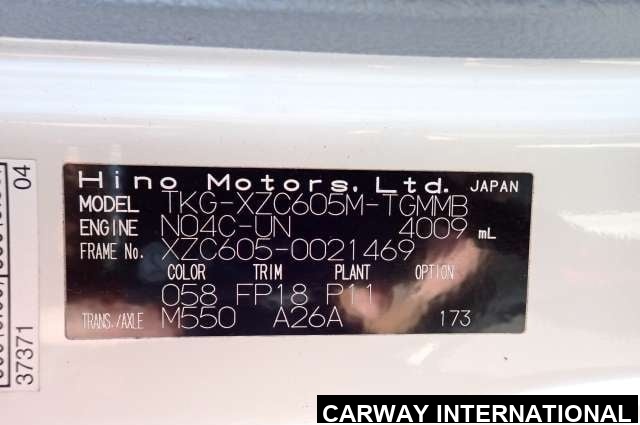 Hino Motors, Ltd. JAPAN
MODEL TKG-XZC605M-TGMMB
ENGINE N04C-UN 4009 mL
FRAME No. XZC605-0021469
COLOR TRIM PLANT OPTION
058 FP18 P11
TRANS./AXLE M550 A26A 173
04
37371
CARWAY INTERNATIONAL